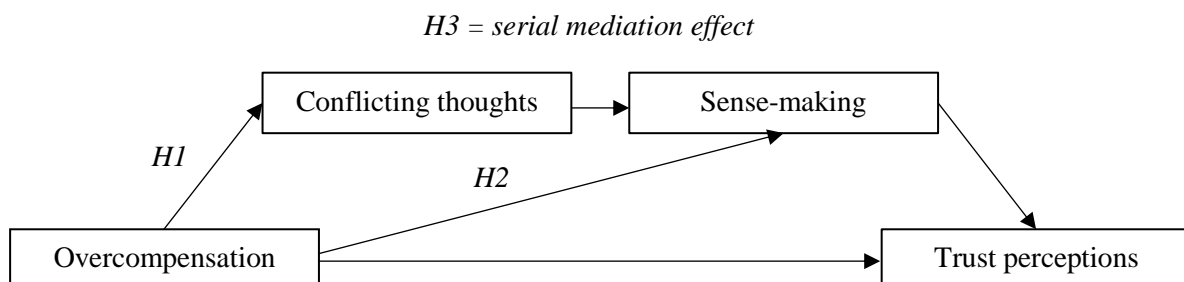 H3 = serial mediation effect
Conflicting thoughts
Sense-making
H1
H2
Overcompensation
Trust perceptions